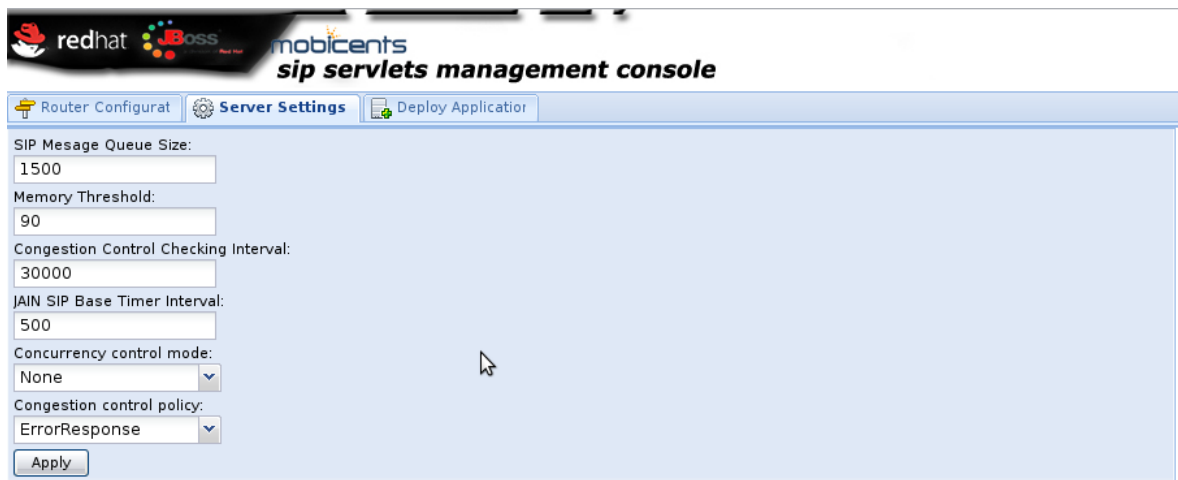 redhat JBoss mobicents
sip servlets management console
Router Configurat Server Settings Deploy Application
SIP Mesage Queue Size:
1500
Memory Threshold:
90
Congestion Control Checking Interval:
30000
JAIN SIP Base Timer Interval:
500
Concurrency control mode:
None
Congestion control policy:
ErrorResponse
Apply